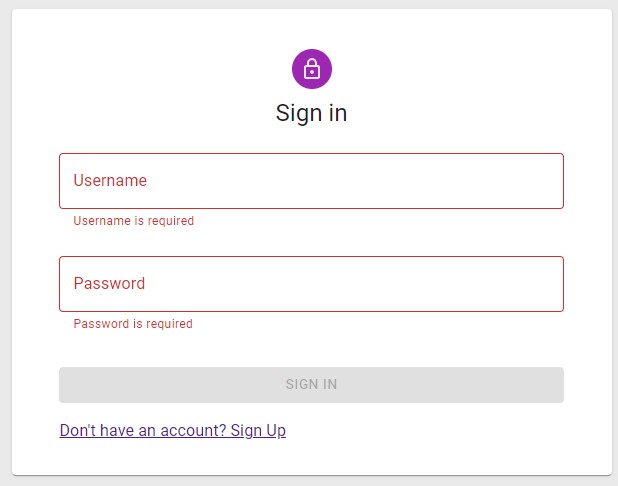 Sign in
Username
Username is required
Password
Password is required
SIGN IN
Don't have an account? Sign Up